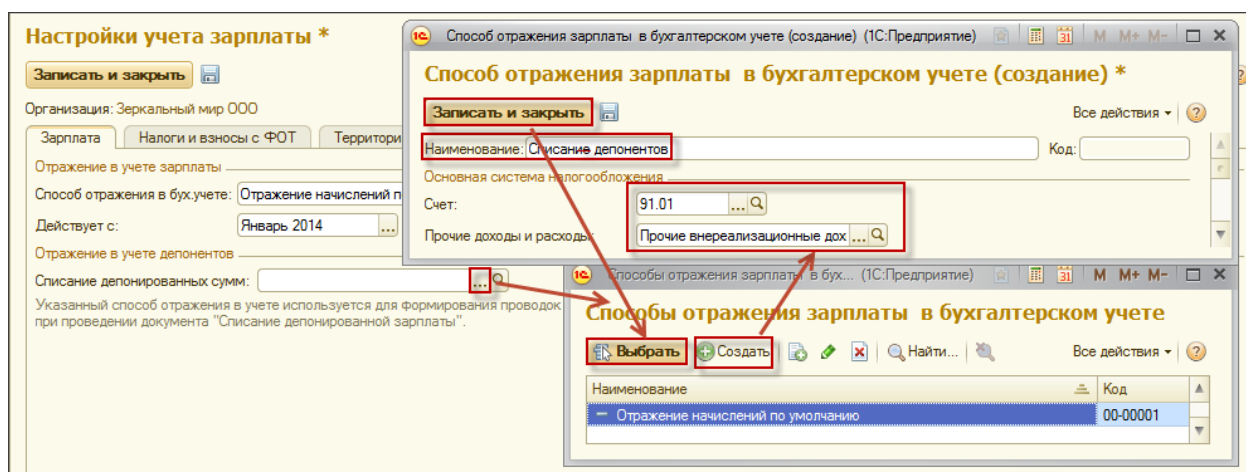 Настройки учета зарплаты *
Записать и закрыть
Организация: Зеркальный мир ООО
Зарплата Налоги и взносы с ФОТ Территори
Отражение в учете зарплаты
Способ отражения в бух.учете: Отражение начислений п
Действует с: Январь 2014 ...
Отражение в учете депонентов
Списание депонированных сумм: ...
Указанный способ отражения в учете используется для формирования проводок
при проведении документа "Списание депонированной зарплаты".
Способ отражения зарплаты в бухгалтерском учете (создание) (1С:Предприятие) 31 M M+ M-
Способ отражения зарплаты в бухгалтерском учете (создание) *
Записать и закрыть Все действия ?
Наименование: Списание депонентов Код:
Основная система налогообложения
Счет: 91.01 ...
Прочие доходы и расходы: Прочие внереализационные дох ...
Способы отражения зарплаты в бух... (1С:Предприятие) 31 M M+ M-
Способы отражения зарплаты в бухгалтерском учете
Выбрать Создать Найти... Все действия ?
Наименование Код
Отражение начислений по умолчанию 00-00001